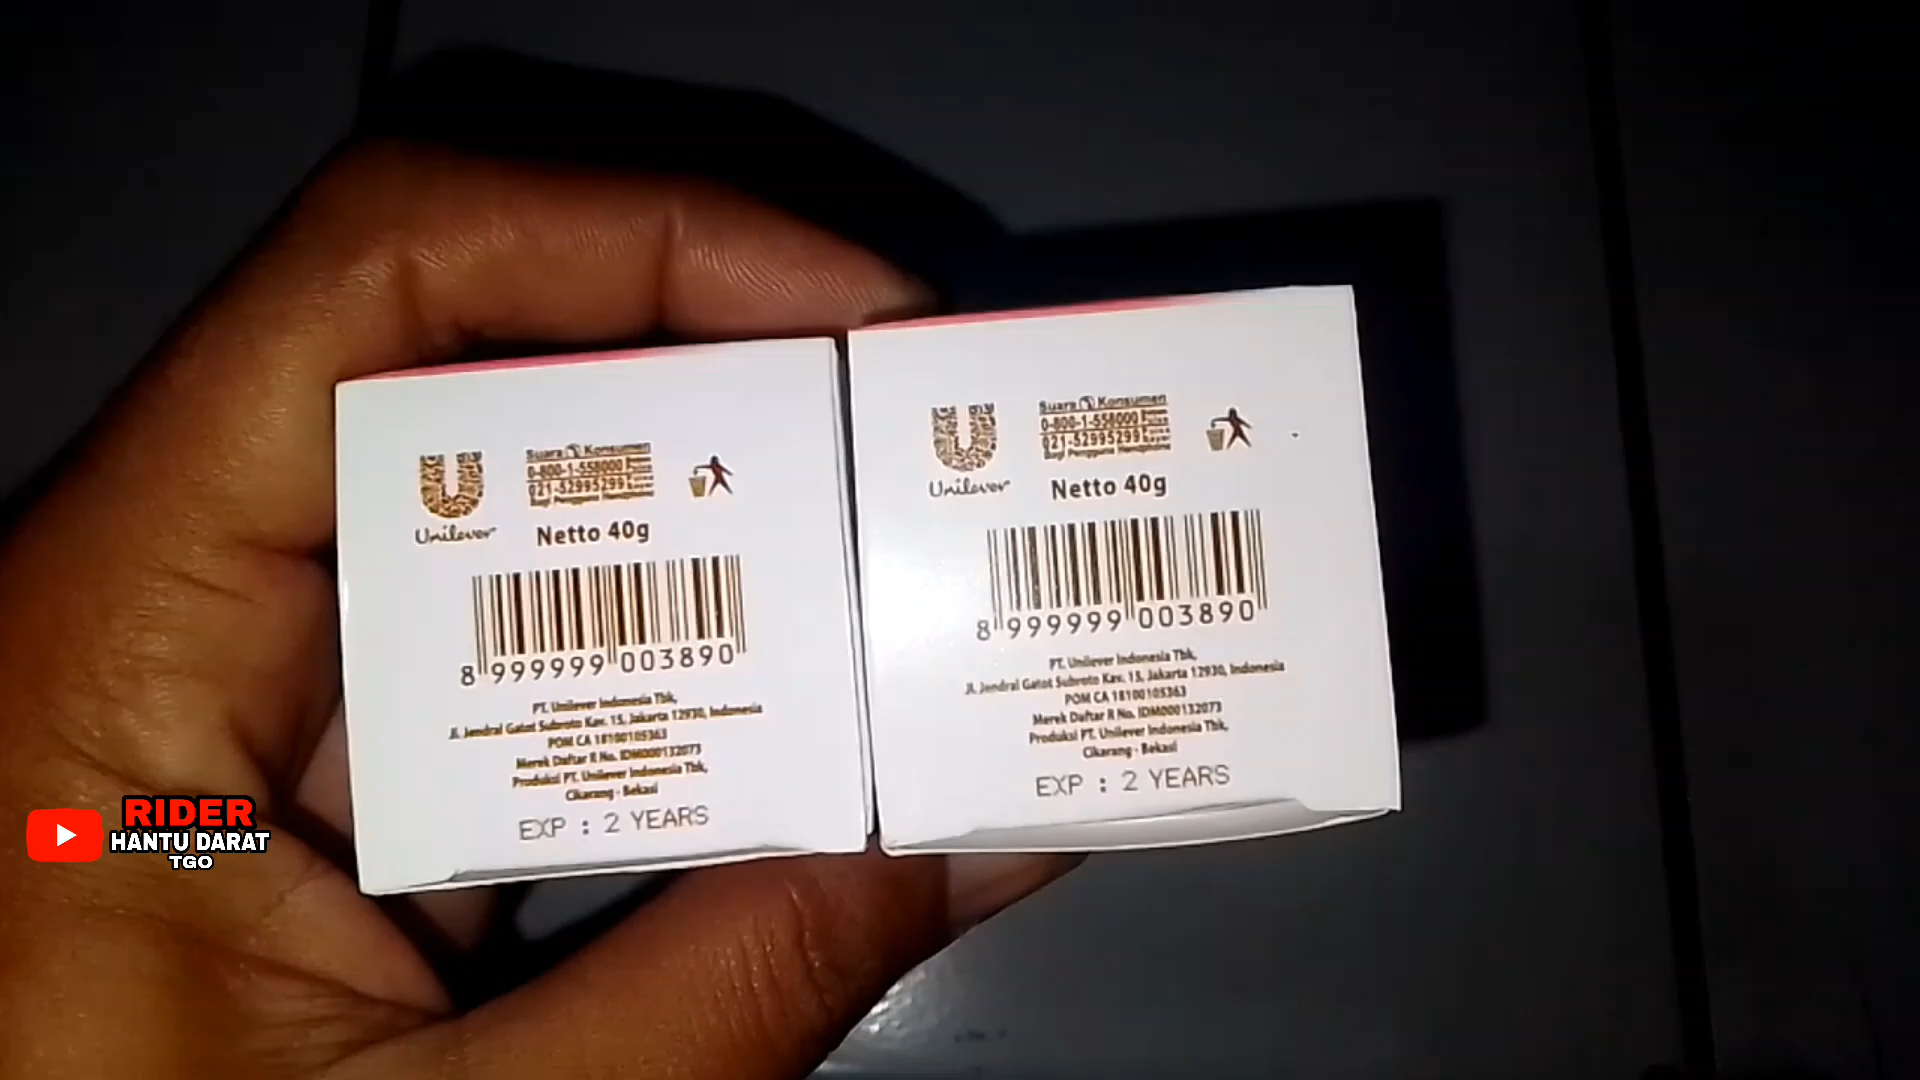 Unilever
Suara Konsumen
0-800-1-558000
021-52995299
Bagi Pengguna Handphone
Netto 40g
8 999999 003890
PT. Unilever Indonesia Tbk,
Jl. Jendral Gatot Subroto Kav. 15, Jakarta 12930, Indonesia
POM CA 18100105363
Merek Daftar R No. IDM000132073
Produksi PT. Unilever Indonesia Tbk,
Cikarang - Bekasi
EXP : 2 YEARS
Unilever
Suara Konsumen
0-800-1-558000
021-52995299
Bagi Pengguna Handphone
Netto 40g
8 999999 003890
PT. Unilever Indonesia Tbk,
Jl. Jendral Gatot Subroto Kav. 15, Jakarta 12930, Indonesia
POM CA 18100105363
Merek Daftar R No. IDM000132073
Produksi PT. Unilever Indonesia Tbk,
Cikarang - Bekasi
EXP : 2 YEARS
RIDER
HANTU DARAT
TGO